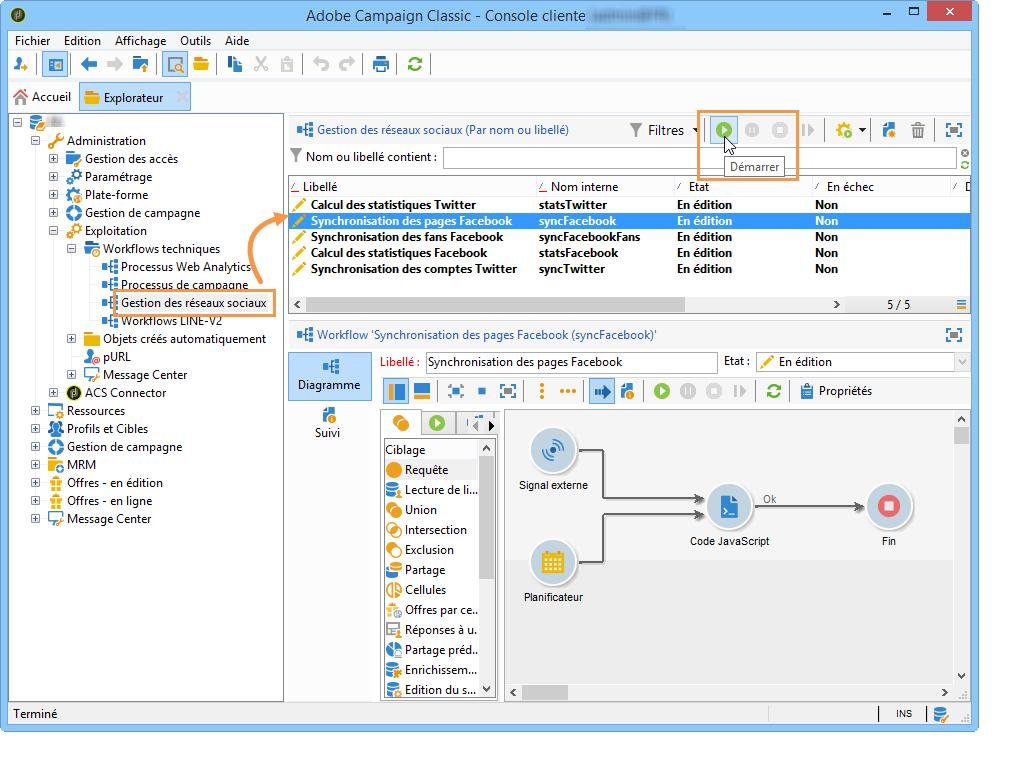 Adobe Campaign Classic - Console cliente
Fichier Edition Affichage Outils Aide
Accueil
Explorateur
Administration
Gestion des accès
Paramétrage
Plate-forme
Gestion de campagne
Exploitation
Workflows techniques
Processus Web Analytics
Processus de campagne
Gestion des réseaux sociaux
Workflows LINE-V2
Objets créés automatiquement
pURL
Message Center
ACS Connector
Ressources
Profils et Cibles
Gestion de campagne
MRM
Offres - en édition
Offres - en ligne
Message Center
Gestion des réseaux sociaux (Par nom ou libellé)
Filtres
Démarrer
Nom ou libellé contient :
Libellé Nom interne Etat En échec D
Calcul des statistiques Twitter statsTwitter En édition Non
Synchronisation des pages Facebook syncFacebook En édition Non
Synchronisation des fans Facebook syncFacebookFans En édition Non
Calcul des statistiques Facebook statsFacebook En édition Non
Synchronisation des comptes Twitter syncTwitter En édition Non
5 / 5
Workflow 'Synchronisation des pages Facebook (syncFacebook)'
Diagramme
Suivi
Libellé : Synchronisation des pages Facebook Etat : En édition
Propriétés
Ciblage
Requête
Lecture de li...
Union
Intersection
Exclusion
Partage
Cellules
Offres par ce...
Réponses à u...
Partage préd...
Enrichissem...
Edition du s...
Signal externe
Planificateur
Code JavaScript
Ok
Fin
Terminé
INS